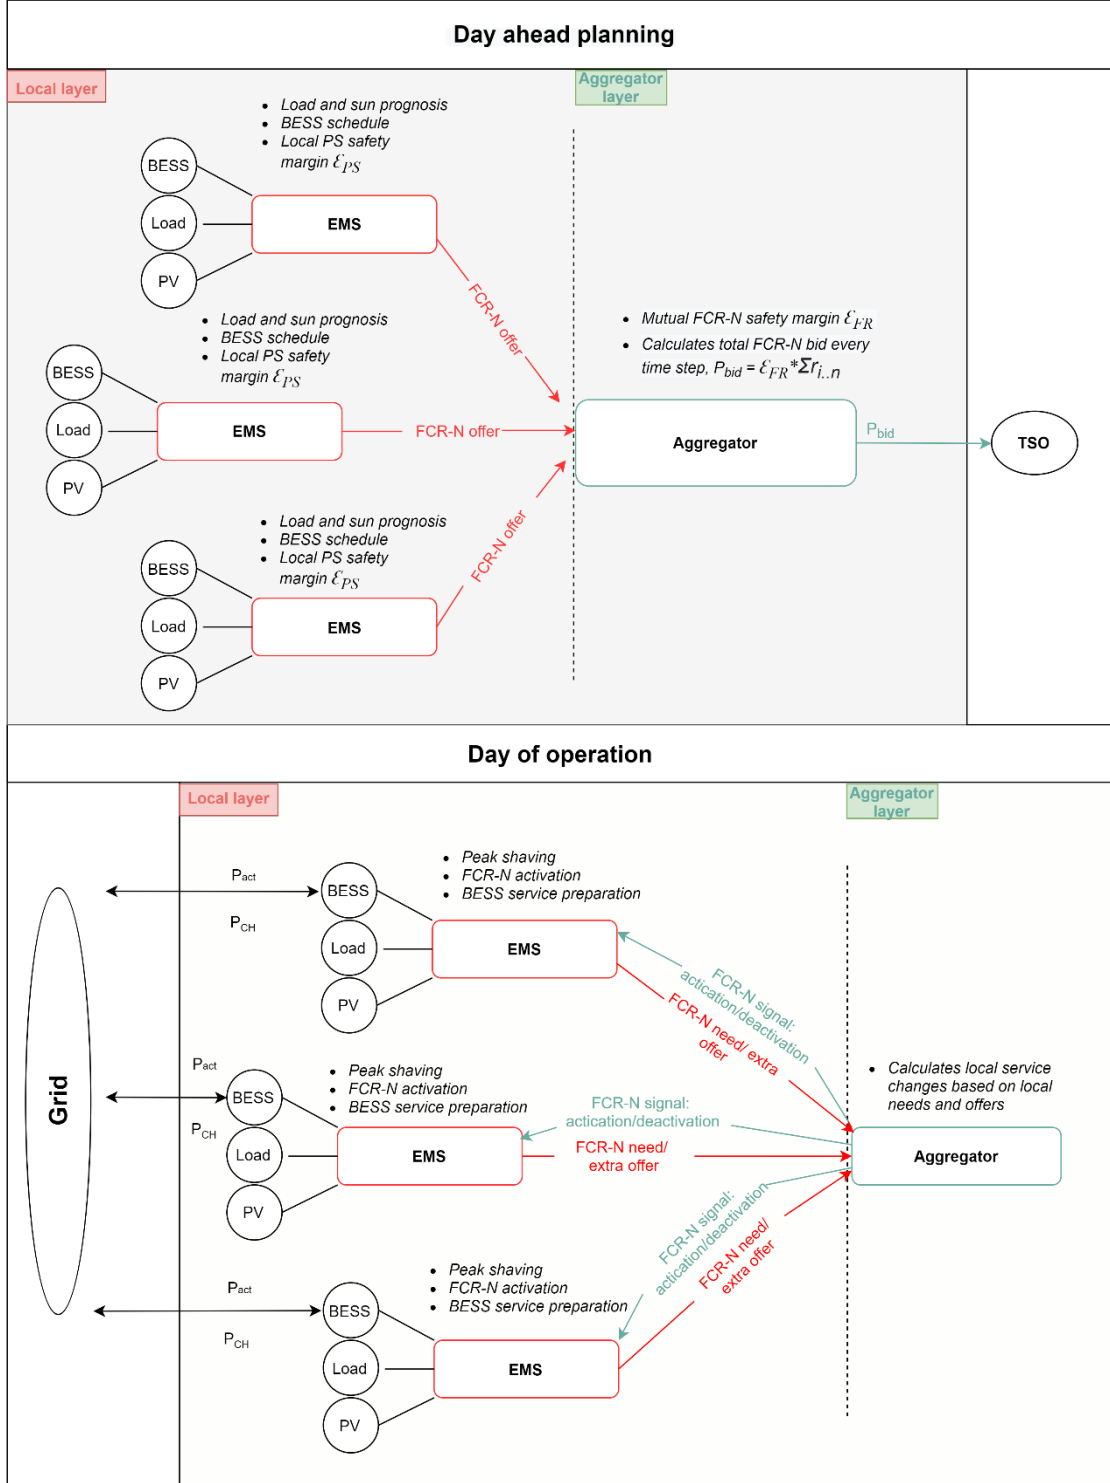 Day ahead planning
Local layer
Aggregator
layer
• Load and sun prognosis
• BESS schedule
• Local PS safety
margin ℰPS
BESS
Load
PV
EMS
FCR-N offer
• Load and sun prognosis
• BESS schedule
• Local PS safety
margin ℰPS
BESS
Load
PV
EMS
FCR-N offer
• Mutual FCR-N safety margin ℰFR
• Calculates total FCR-N bid every
time step, Pbid = ℰFR*Σri..n
Aggregator
Pbid
TSO
• Load and sun prognosis
• BESS schedule
• Local PS safety
margin ℰPS
BESS
Load
PV
EMS
FCR-N offer
Day of operation
Local layer
Aggregator
layer
Grid
Pact
PCH
BESS
Load
PV
• Peak shaving
• FCR-N activation
• BESS service preparation
EMS
FCR-N signal:
actication/deactivation
FCR-N need/ extra
offer
Pact
PCH
BESS
Load
PV
• Peak shaving
• FCR-N activation
• BESS service preparation
EMS
FCR-N signal:
actication/deactivation
FCR-N need/
extra offer
• Calculates local service
changes based on local
needs and offers
Aggregator
Pact
PCH
BESS
Load
PV
• Peak shaving
• FCR-N activation
• BESS service preparation
EMS
FCR-N signal:
actication/deactivation
FCR-N need/
extra offer